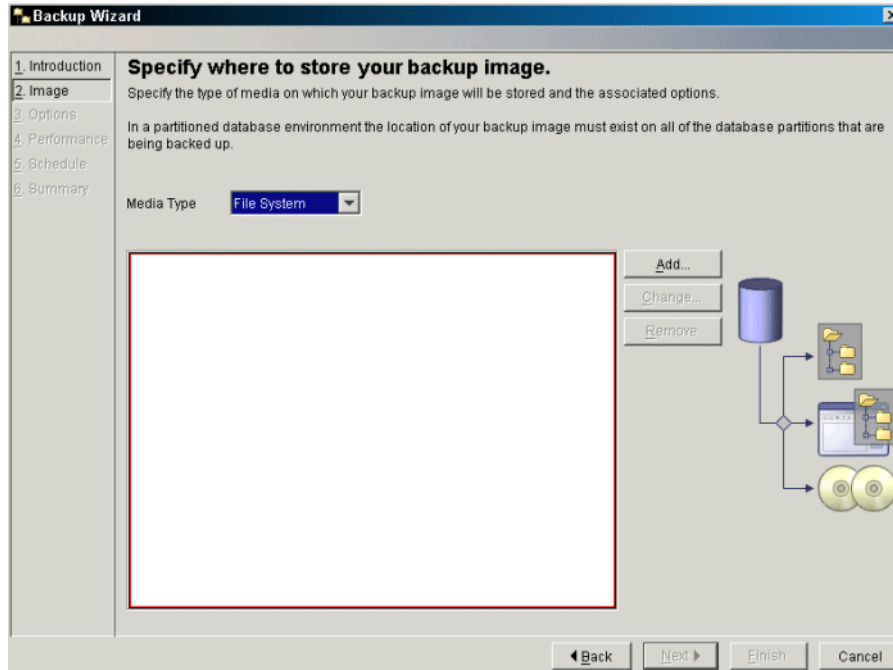 Backup Wizard
1. Introduction
2. Image
3. Options
4. Performance
5. Schedule
6. Summary
Specify where to store your backup image.
Specify the type of media on which your backup image will be stored and the associated options.
In a partitioned database environment the location of your backup image must exist on all of the database partitions that are
being backed up.
Media Type File System
Add...
Change...
Remove
Back Next Finish Cancel